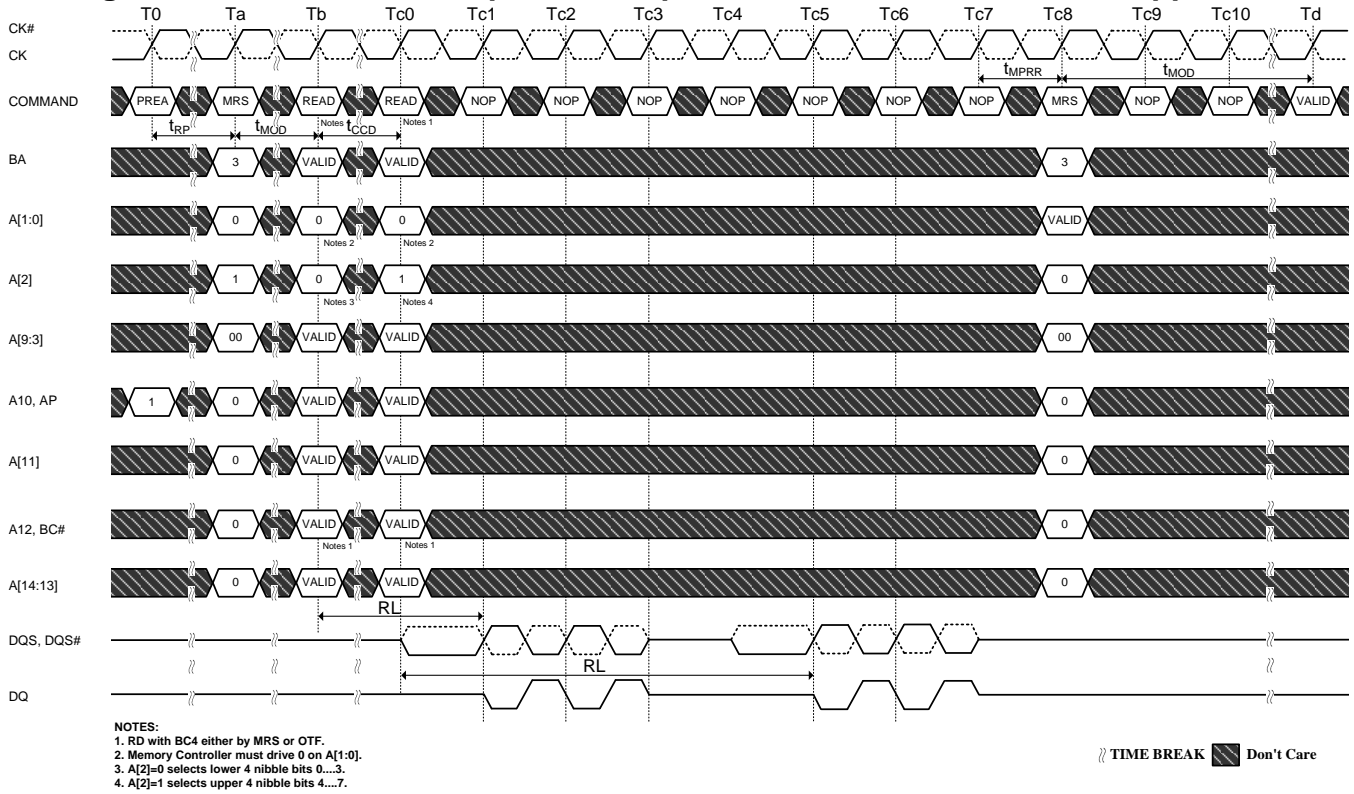 T0 Ta Tb Tc0 Tc1 Tc2 Tc3 Tc4 Tc5 Tc6 Tc7 Tc8 Tc9 Tc10 Td
CK#
CK
tMPRR tMOD
COMMAND PREA MRS READ READ NOP NOP NOP NOP NOP NOP NOP MRS NOP NOP VALID
Notes 1 Notes 1
tRP tMOD tCCD
BA 3 VALID VALID 3
A[1:0] 0 0 0 VALID
Notes 2 Notes 2
A[2] 1 0 1 0
Notes 3 Notes 4
A[9:3] 00 VALID VALID 00
A10, AP 1 0 VALID VALID 0
A[11] 0 VALID VALID 0
A12, BC# 0 VALID VALID 0
Notes 1 Notes 1
A[14:13] 0 VALID VALID 0
RL
DQS, DQS#
RL
DQ
NOTES:
1. RD with BC4 either by MRS or OTF.
2. Memory Controller must drive 0 on A[1:0].
3. A[2]=0 selects lower 4 nibble bits 0....3.
4. A[2]=1 selects upper 4 nibble bits 4....7.
TIME BREAK Don't Care